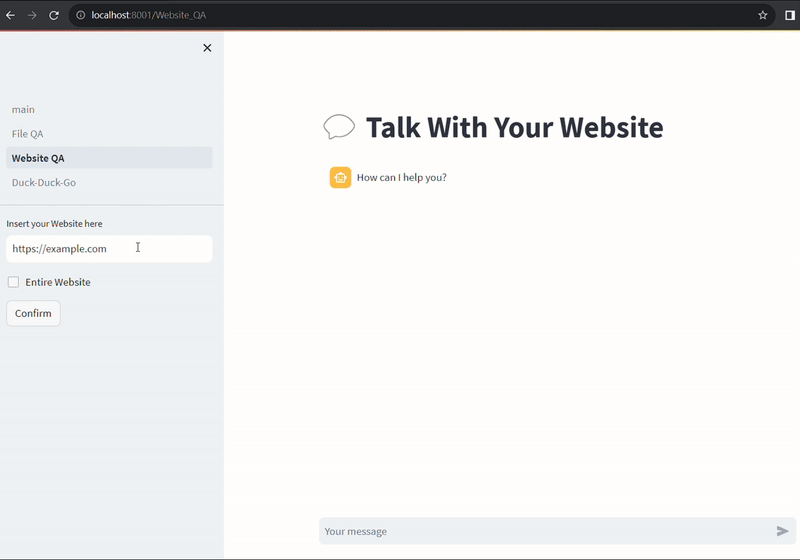 localhost:8001/Website_QA
main
File QA
Website QA
Duck-Duck-Go
Insert your Website here
https://example.com
Entire Website
Confirm
Talk With Your Website
How can I help you?
Your message